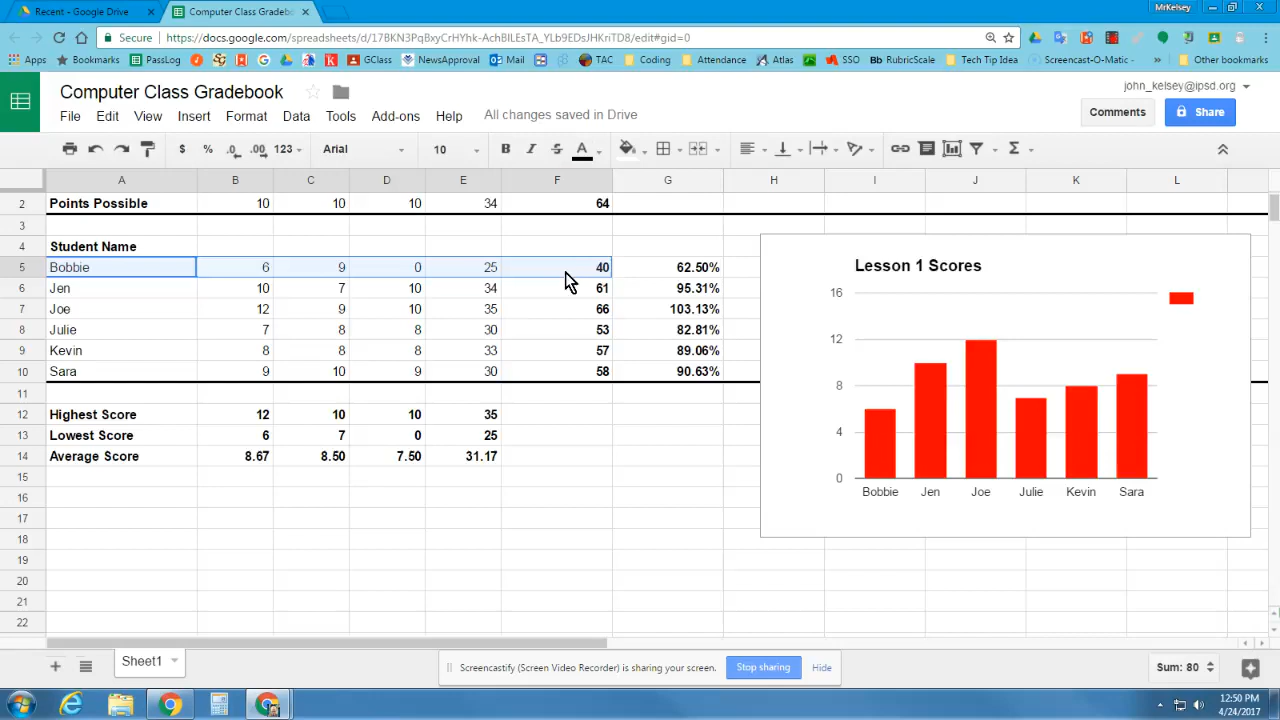 Recent - Google Drive
Computer Class Gradeboo
MrKelsey
Secure
https://docs.google.com/spreadsheets/d/17BKN3PqBxyCrHYhk-AchBILEsTA_YLb9EDsJHKriTD8/edit#gid=0
Apps Bookmarks PassLog GClass NewsApproval Mail TAC Coding Attendance Atlas SSO Bb RubricScale Tech Tip Idea Screencast-O-Matic » Other bookmarks
Computer Class Gradebook
john_kelsey@ipsd.org
File Edit View Insert Format Data Tools Add-ons Help All changes saved in Drive
Comments Share
$ % .0 .00 123 Arial 10 B I S A Σ
A B C D E F G H I J K L
2 Points Possible 10 10 10 34 64
3
4 Student Name
5 Bobbie 6 9 0 25 40 62.50%
6 Jen 10 7 10 34 61 95.31%
7 Joe 12 9 10 35 66 103.13%
8 Julie 7 8 8 30 53 82.81%
9 Kevin 8 8 8 33 57 89.06%
10 Sara 9 10 9 30 58 90.63%
11
12 Highest Score 12 10 10 35
13 Lowest Score 6 7 0 25
14 Average Score 8.67 8.50 7.50 31.17
15
16
17
18
19
20
21
22
Lesson 1 Scores
16
12
8
4
0
Bobbie Jen Joe Julie Kevin Sara
Sheet1
Screencastify (Screen Video Recorder) is sharing your screen.
Stop sharing
Hide
Sum: 80
12:50 PM
4/24/2017